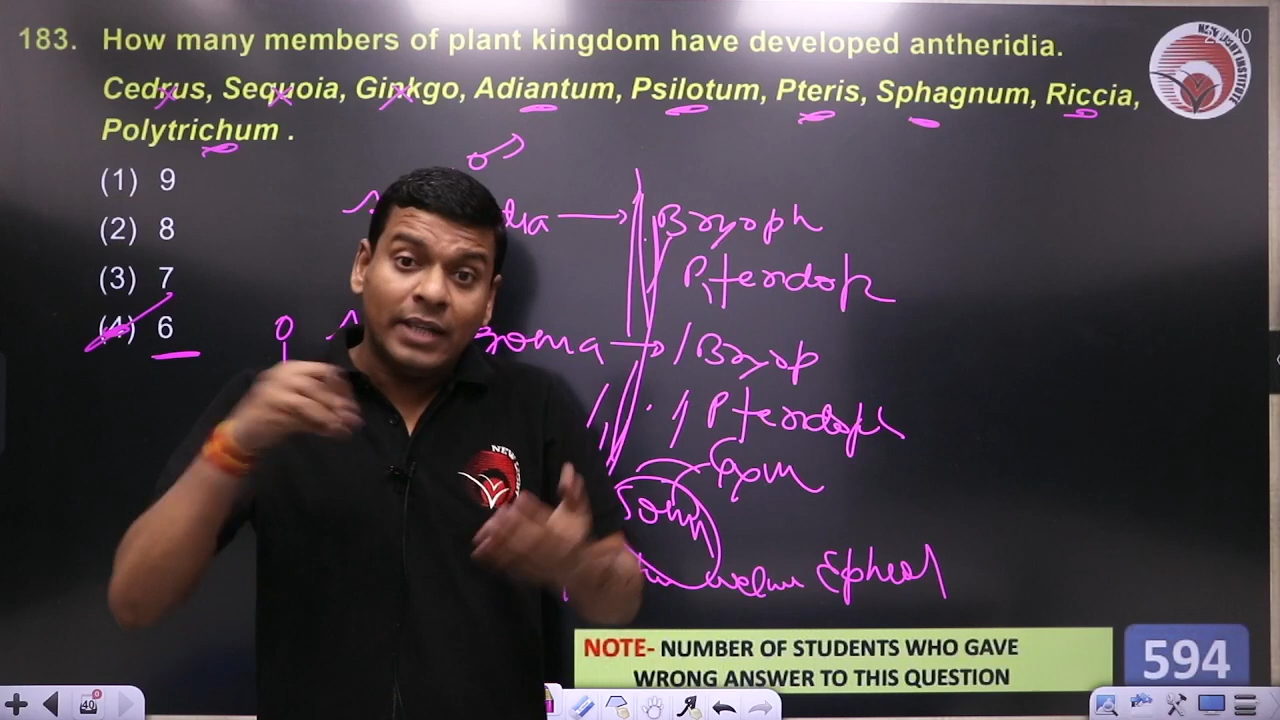 183. How many members of plant kingdom have developed antheridia.
Cedrus, Sequoia, Ginkgo, Adiantum, Psilotum, Pteris, Sphagnum, Riccia,
Polytrichum .
(1) 9
(2) 8
(3) 7
(4) 6
Bryoph
Pteridoph
Bryop
Pteridoph
Gym
NOTE- NUMBER OF STUDENTS WHO GAVE
WRONG ANSWER TO THIS QUESTION
594
40